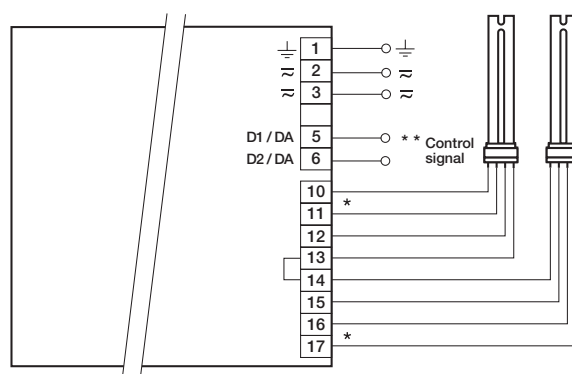 1
≂ 2 ≂
≂ 3 ≂
D1 / DA 5 * * Control
D2 / DA 6 signal
10
*
11
12
13
14
15
16
*
17